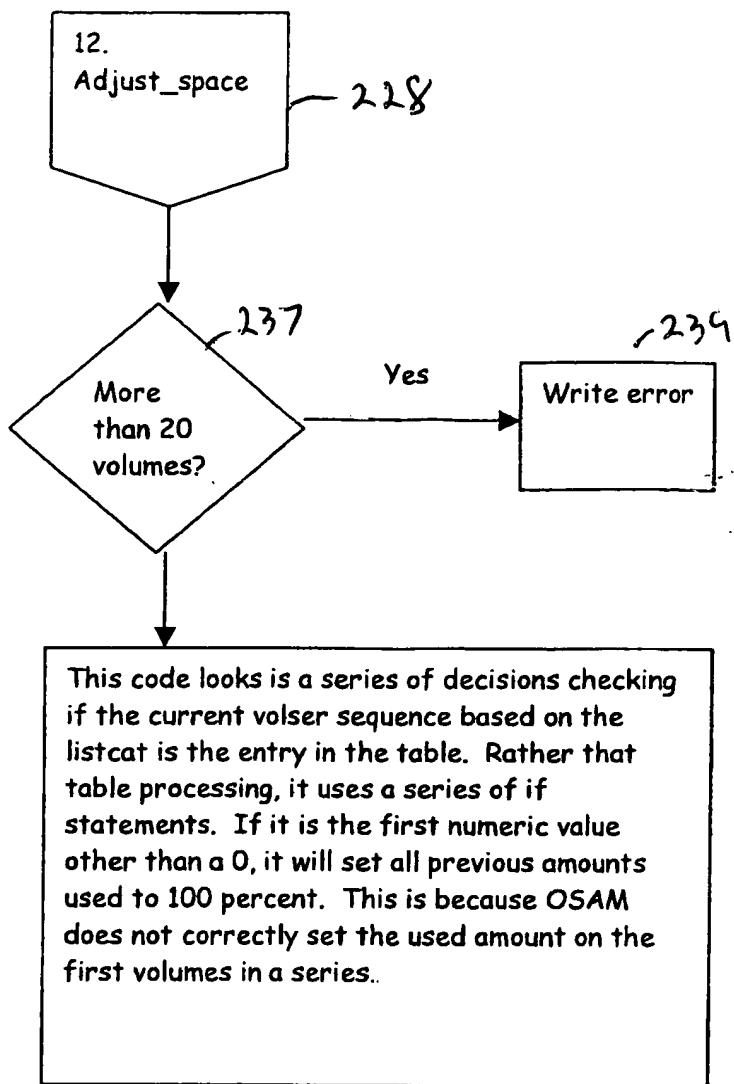 12.
Adjust_space
228
237
239
More
than 20
volumes?
Yes
Write error
This code looks is a series of decisions checking
if the current volser sequence based on the
listcat is the entry in the table. Rather that
table processing, it uses a series of if
statements. If it is the first numeric value
other than a 0, it will set all previous amounts
used to 100 percent. This is because OSAM
does not correctly set the used amount on the
first volumes in a series..